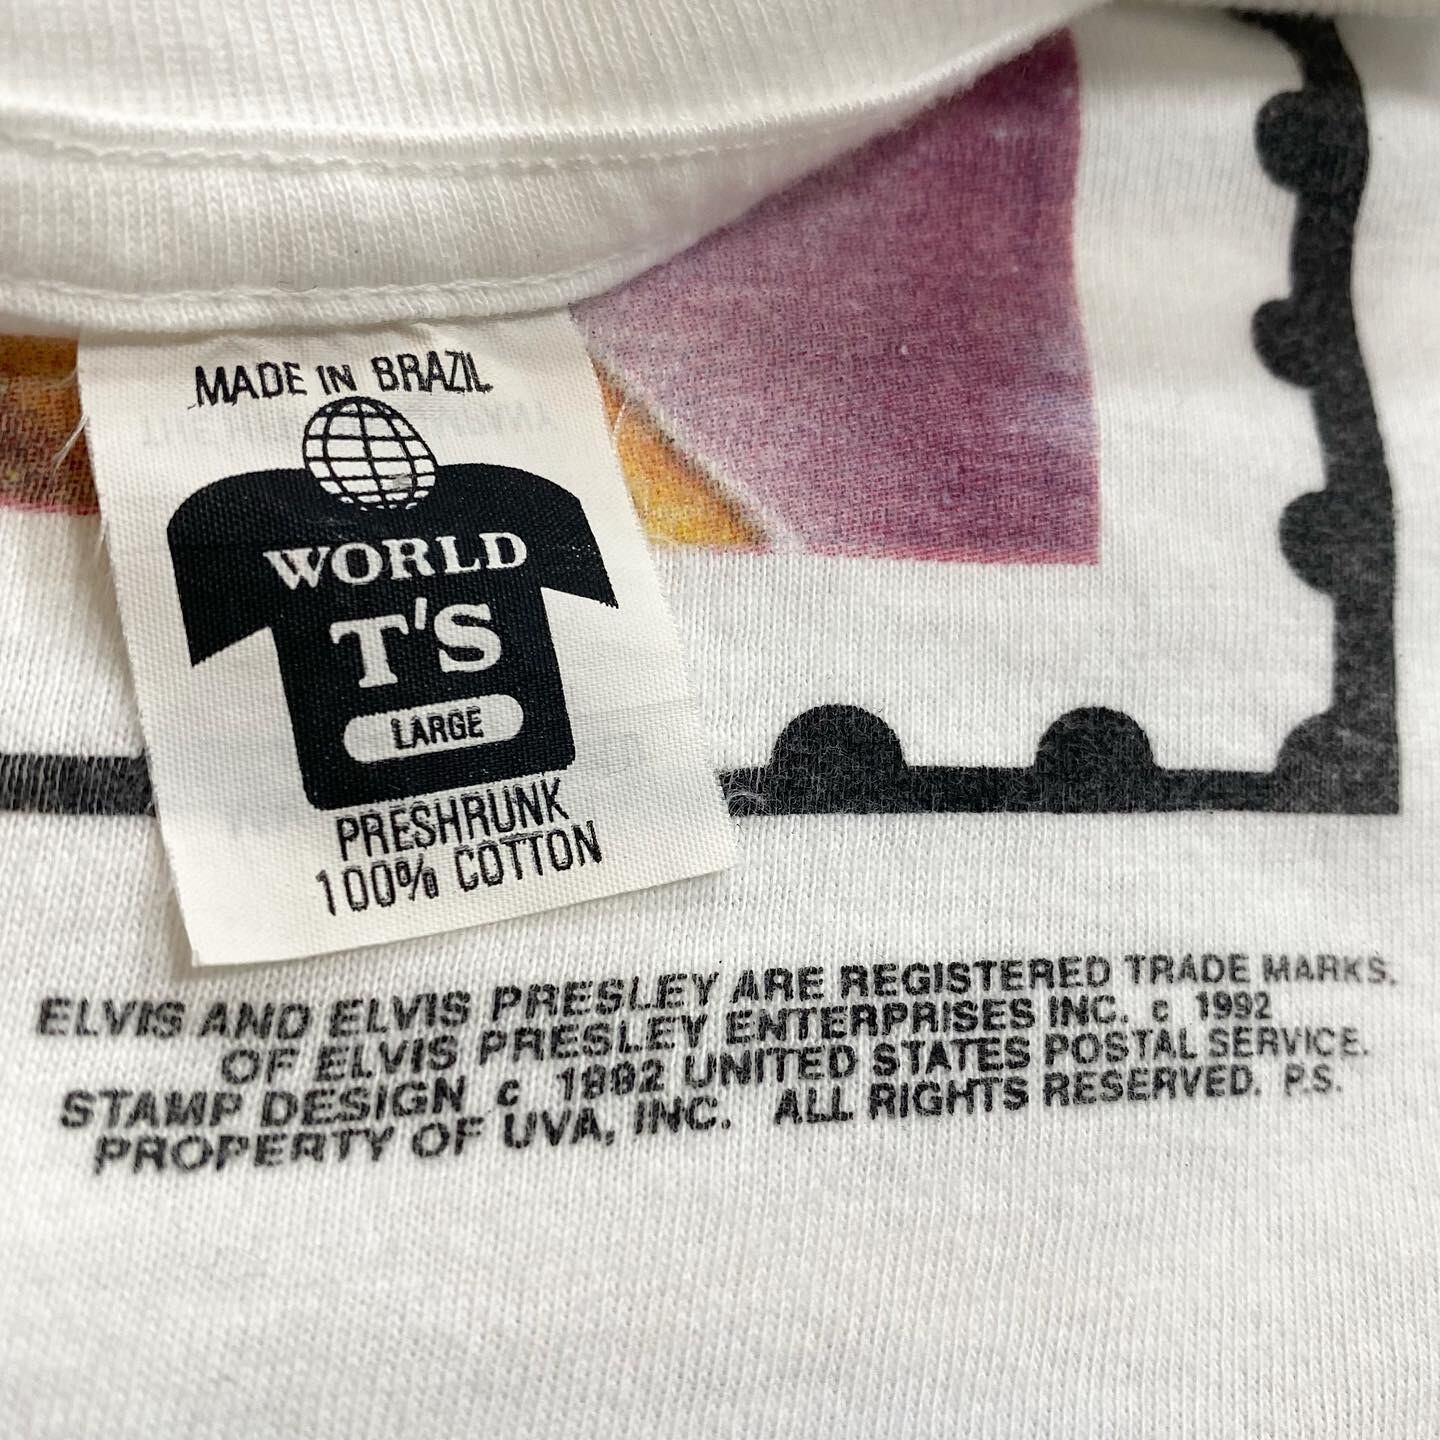 MADE IN BRAZIL
WORLD
T'S
LARGE
PRESHRUNK
100% COTTON
ELVIS AND ELVIS PRESLEY ARE REGISTERED TRADE MARKS.
OF ELVIS PRESLEY ENTERPRISES INC. c 1992
STAMP DESIGN c 1992 UNITED STATES POSTAL SERVICE.
PROPERTY OF UVA, INC. ALL RIGHTS RESERVED. P.S.